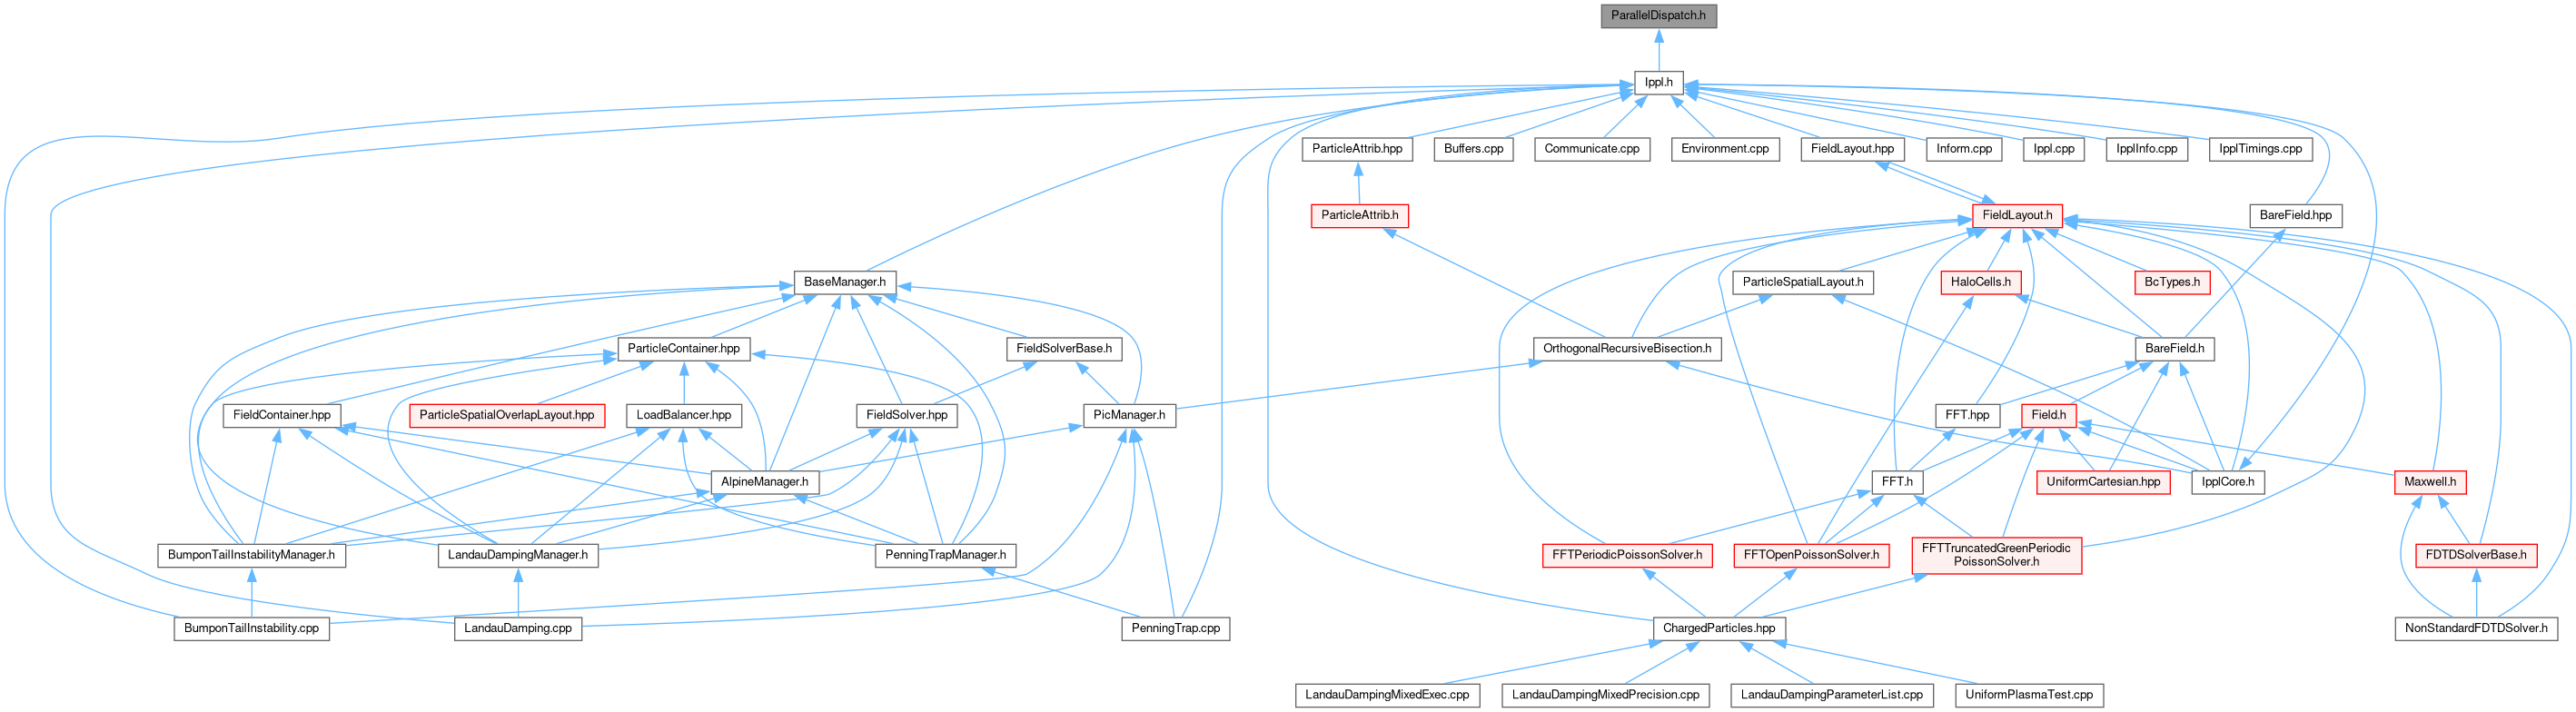 ParallelDispatch.h
Ippl.h
ParticleAttrib.hpp
Buffers.cpp
Communicate.cpp
Environment.cpp
FieldLayout.hpp
Inform.cpp
Ippl.cpp
IpplInfo.cpp
IpplTimings.cpp
ParticleAttrib.h
FieldLayout.h
BareField.hpp
BaseManager.h
ParticleSpatialLayout.h
HaloCells.h
BcTypes.h
ParticleContainer.hpp
FieldSolverBase.h
OrthogonalRecursiveBisection.h
BareField.h
FieldContainer.hpp
ParticleSpatialOverlapLayout.hpp
LoadBalancer.hpp
FieldSolver.hpp
PicManager.h
FFT.hpp
Field.h
AlpineManager.h
FFT.h
UniformCartesian.hpp
IpplCore.h
Maxwell.h
BumponTailInstabilityManager.h
LandauDampingManager.h
PenningTrapManager.h
FFTPeriodicPoissonSolver.h
FFTOpenPoissonSolver.h
FFTTruncatedGreenPeriodic
PoissonSolver.h
FDTDSolverBase.h
BumponTailInstability.cpp
LandauDamping.cpp
PenningTrap.cpp
ChargedParticles.hpp
NonStandardFDTDSolver.h
LandauDampingMixedExec.cpp
LandauDampingMixedPrecision.cpp
LandauDampingParameterList.cpp
UniformPlasmaTest.cpp